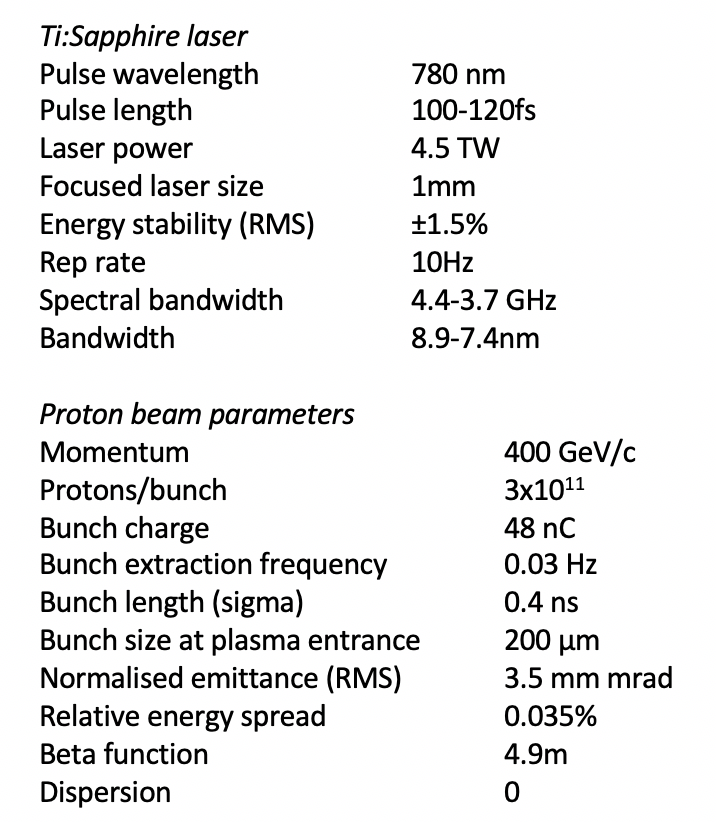 Ti:Sapphire laser
Pulse wavelength 780 nm
Pulse length 100-120fs
Laser power 4.5 TW
Focused laser size 1mm
Energy stability (RMS) ±1.5%
Rep rate 10Hz
Spectral bandwidth 4.4-3.7 GHz
Bandwidth 8.9-7.4nm
Proton beam parameters
Momentum 400 GeV/c
Protons/bunch 3x10¹¹
Bunch charge 48 nC
Bunch extraction frequency 0.03 Hz
Bunch length (sigma) 0.4 ns
Bunch size at plasma entrance 200 μm
Normalised emittance (RMS) 3.5 mm mrad
Relative energy spread 0.035%
Beta function 4.9m
Dispersion 0